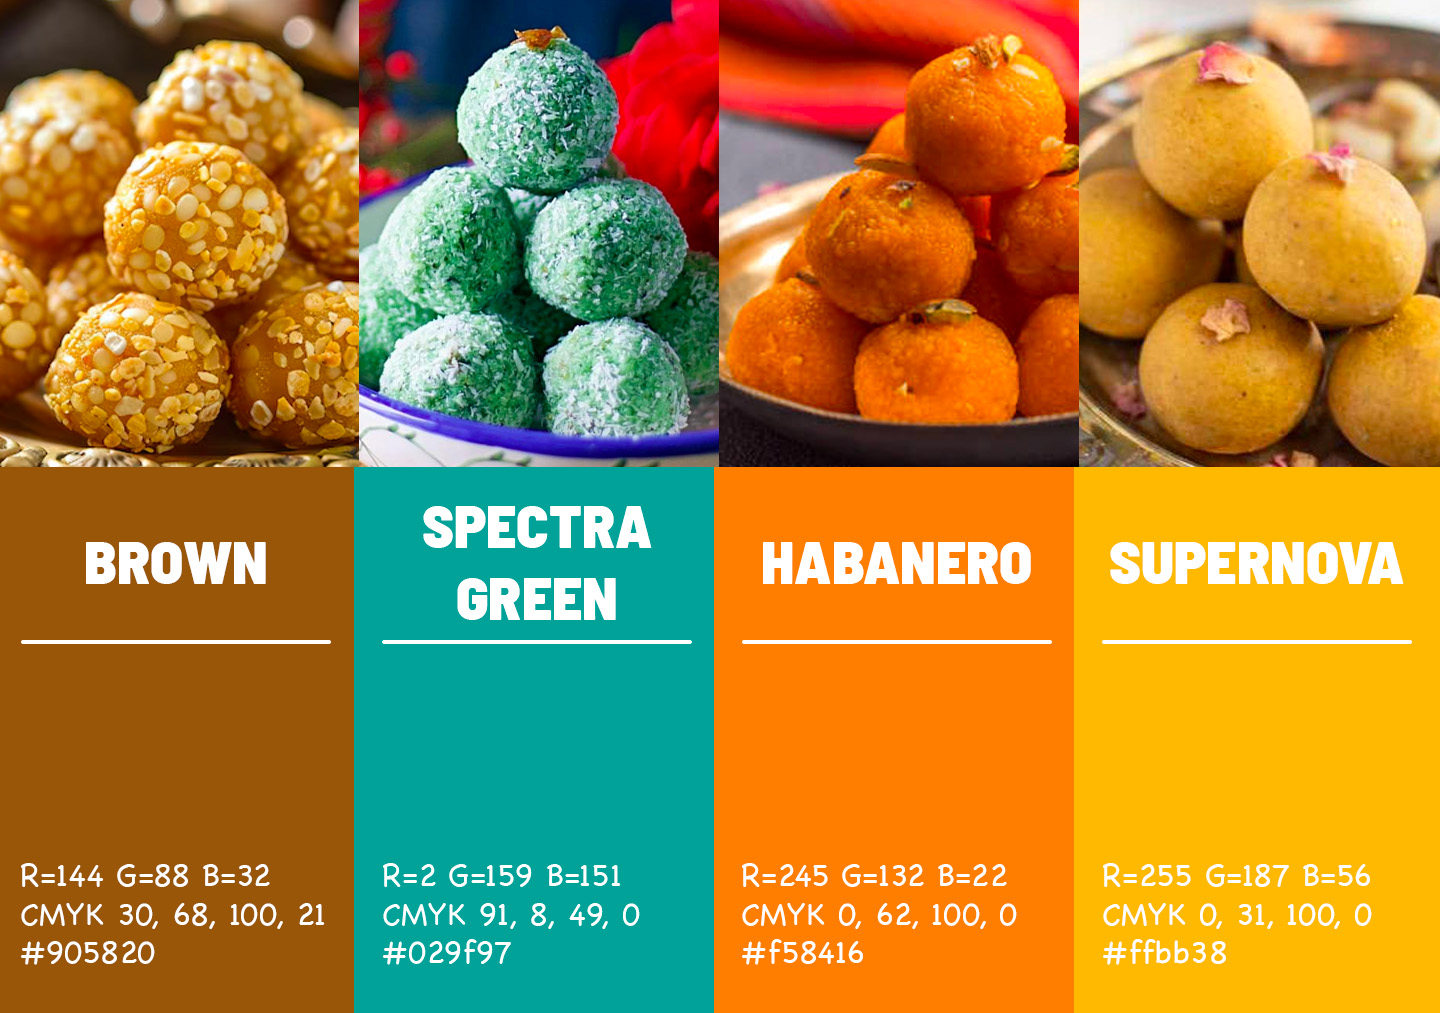 BROWN
R=144 G=88 B=32
CMYK 30, 68, 100, 21
#905820
SPECTRA
GREEN
R=2 G=159 B=151
CMYK 91, 8, 49, 0
#029f97
HABANERO
R=245 G=132 B=22
CMYK 0, 62, 100, 0
#f58416
SUPERNOVA
R=255 G=187 B=56
CMYK 0, 31, 100, 0
#ffbb38